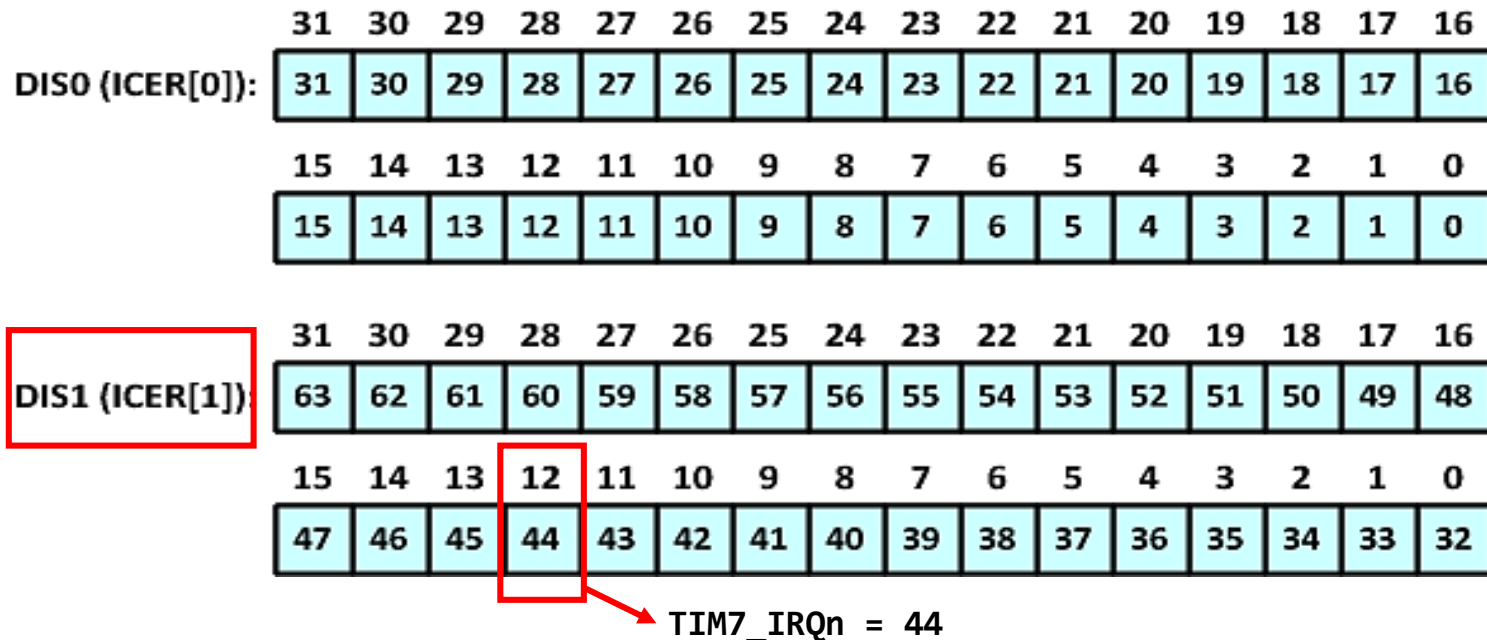 31 30 29 28 27 26 25 24 23 22 21 20 19 18 17 16
DIS0 (ICER[0]): 31 30 29 28 27 26 25 24 23 22 21 20 19 18 17 16
15 14 13 12 11 10 9 8 7 6 5 4 3 2 1 0
15 14 13 12 11 10 9 8 7 6 5 4 3 2 1 0
31 30 29 28 27 26 25 24 23 22 21 20 19 18 17 16
DIS1 (ICER[1]): 63 62 61 60 59 58 57 56 55 54 53 52 51 50 49 48
15 14 13 12 11 10 9 8 7 6 5 4 3 2 1 0
47 46 45 44 43 42 41 40 39 38 37 36 35 34 33 32
TIM7_IRQn = 44